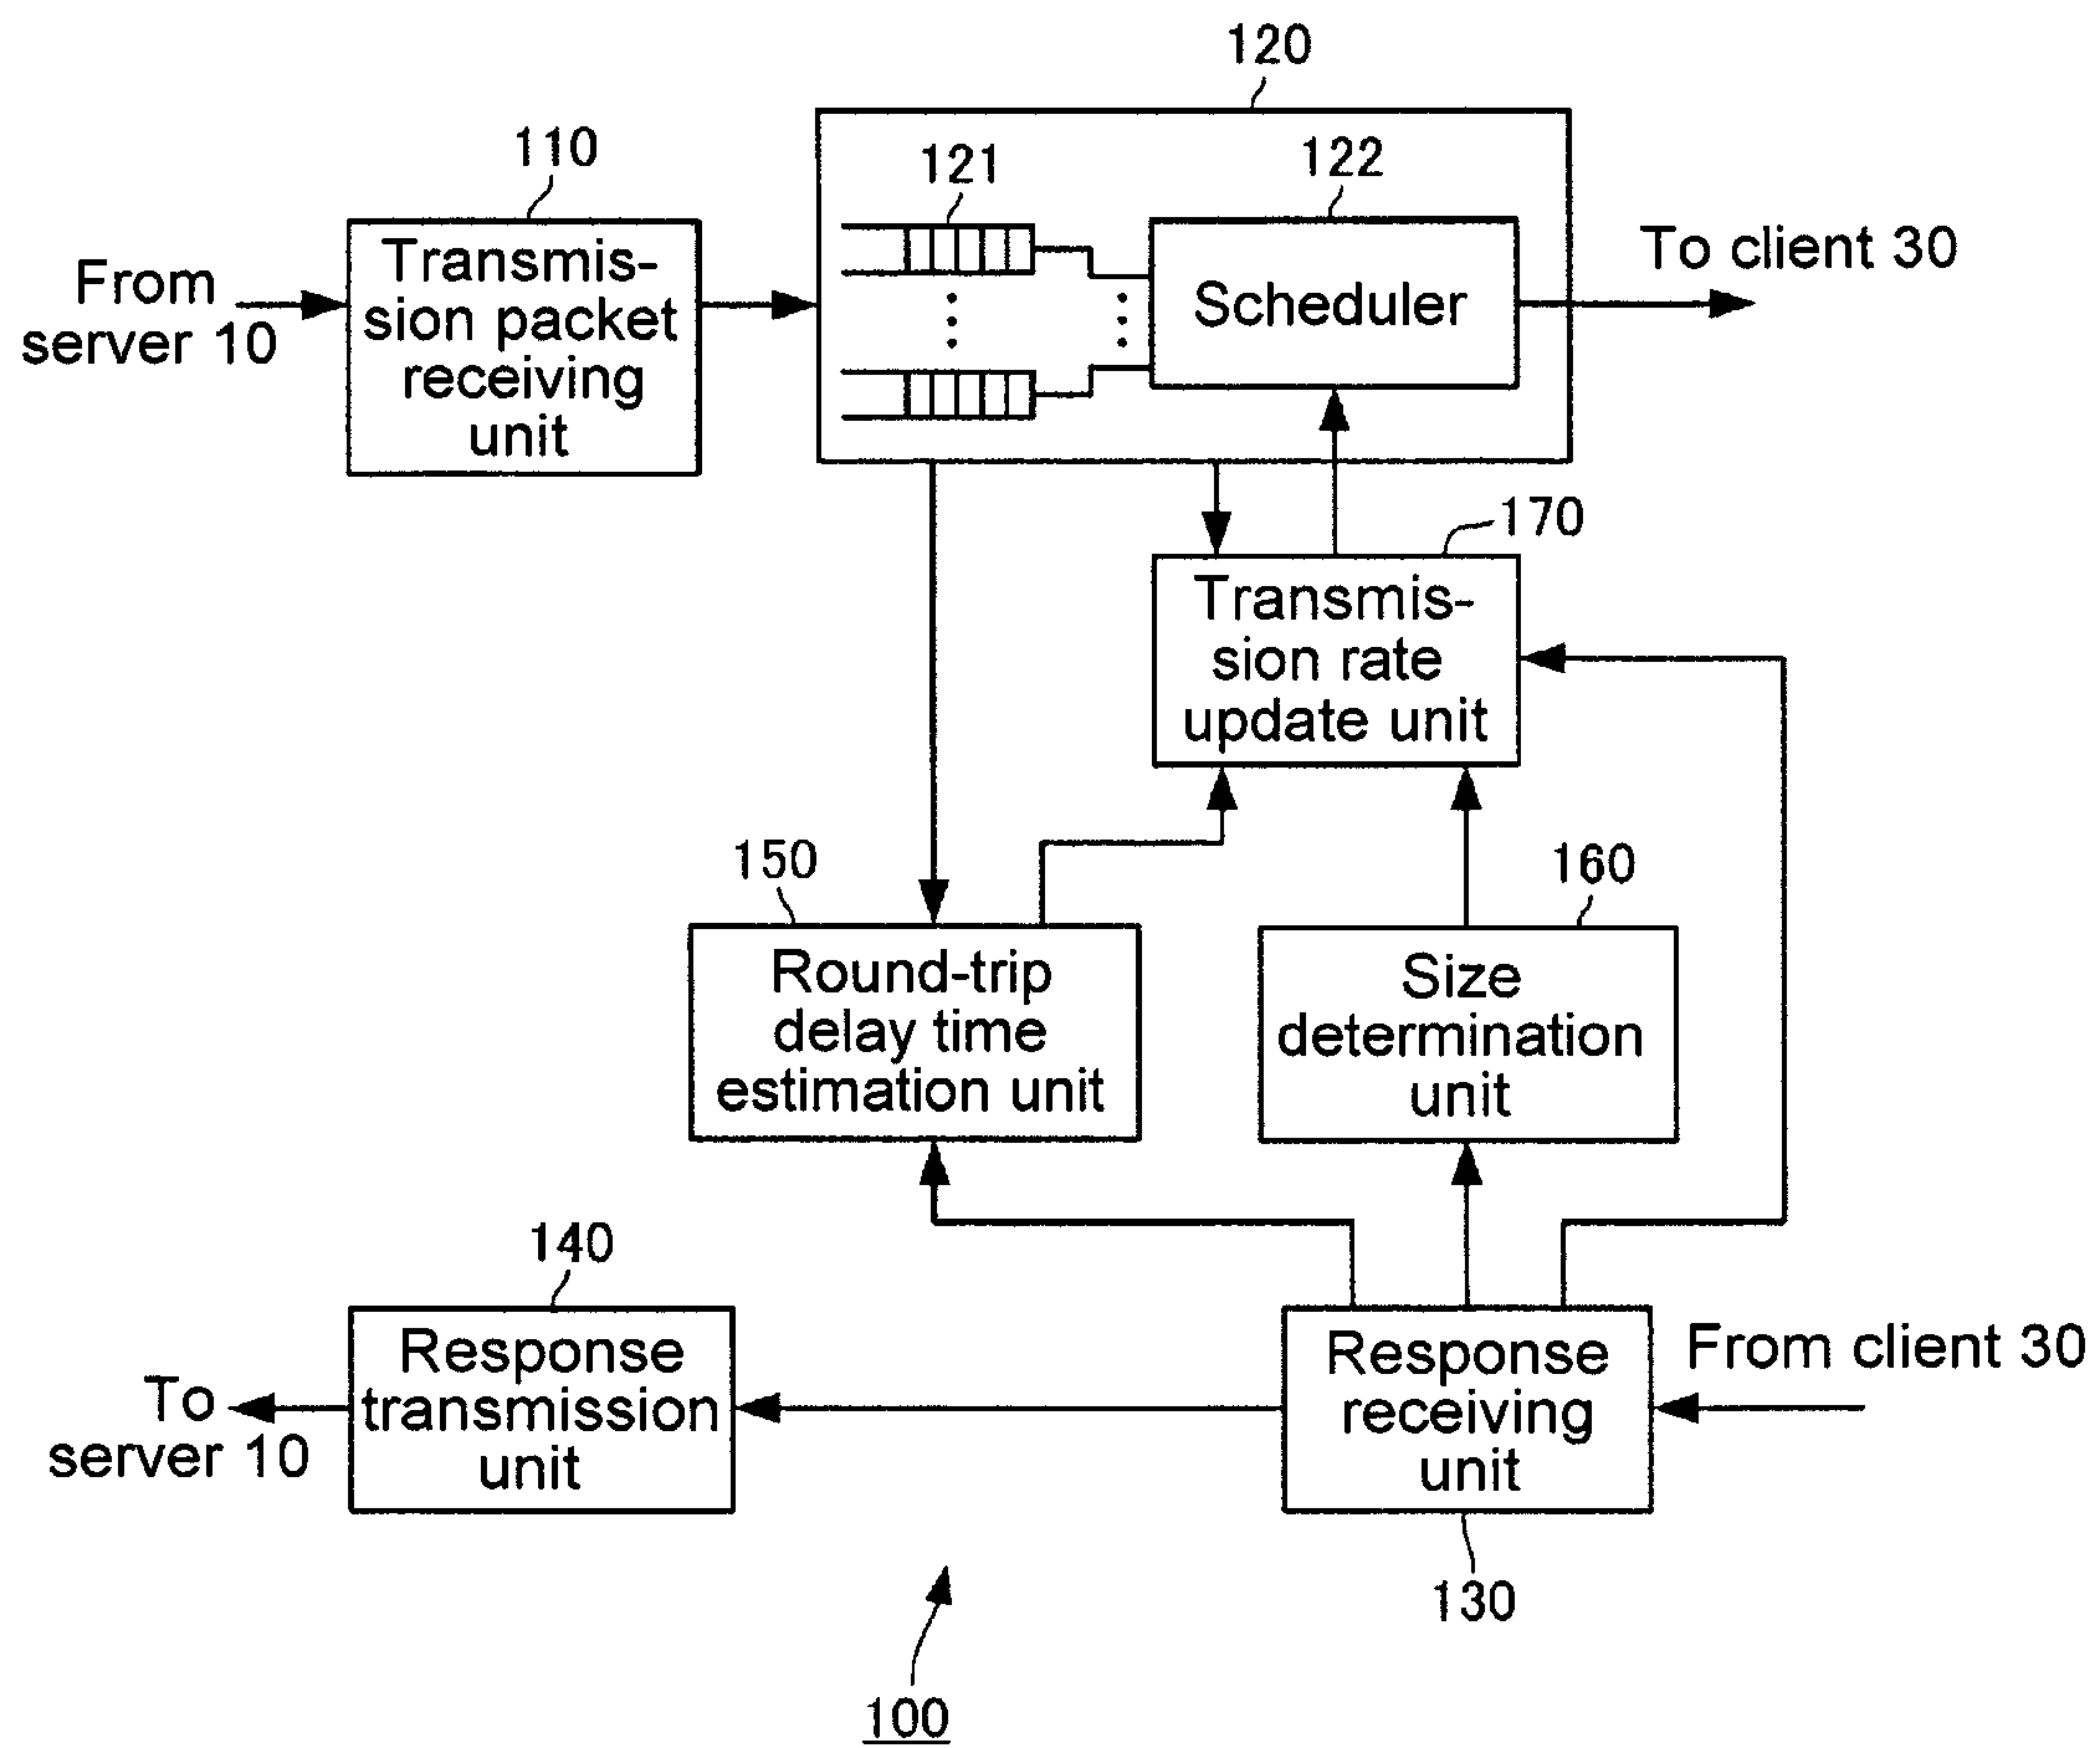 120
110
121
122
From
server 10
Transmis-
sion packet
receiving
unit
Scheduler
To client 30
170
Transmis-
sion rate
update unit
150
160
Round-trip
delay time
estimation unit
Size
determination
unit
140
To
server 10
Response
transmission
unit
Response
receiving
unit
From client 30
130
100